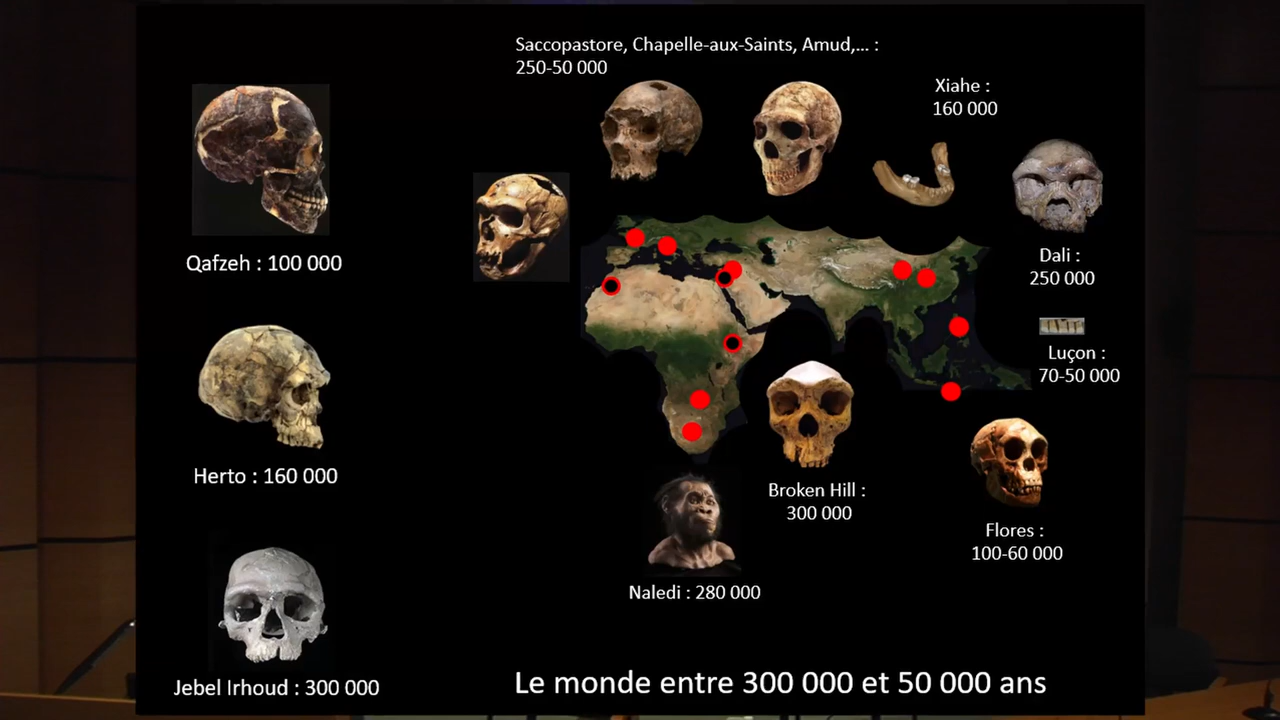 Saccopastore, Chapelle-aux-Saints, Amud,... :
250-50 000
Xiahe :
160 000
Qafzeh : 100 000
Dali :
250 000
Luçon :
70-50 000
Herto : 160 000
Broken Hill :
300 000
Flores :
100-60 000
Naledi : 280 000
Jebel Irhoud : 300 000
Le monde entre 300 000 et 50 000 ans